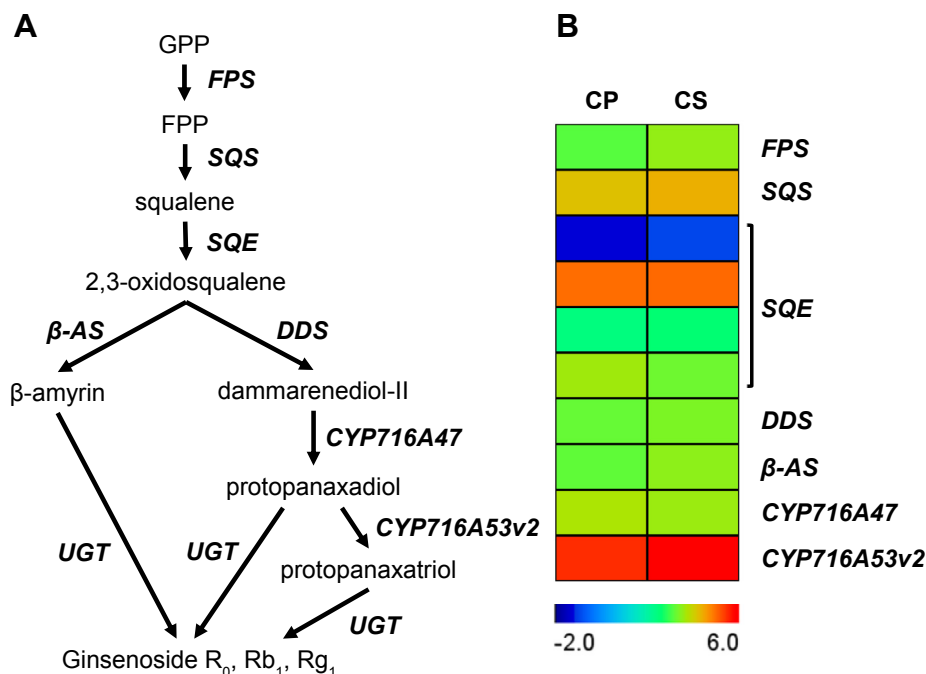 A
GPP
FPS
FPP
SQS
squalene
SQE
2,3-oxidosqualene
β-AS DDS
β-amyrin dammarenediol-II
CYP716A47
protopanaxadiol
CYP716A53v2
UGT UGT
protopanaxatriol
UGT
Ginsenoside R₀, Rb₁, Rg₁
B
CP CS
FPS
SQS
SQE
DDS
β-AS
CYP716A47
CYP716A53v2
-2.0 6.0